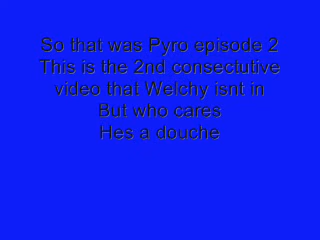 So that was Pyro episode 2
This is the 2nd consectutive
video that Welchy isnt in
But who cares
Hes a douche